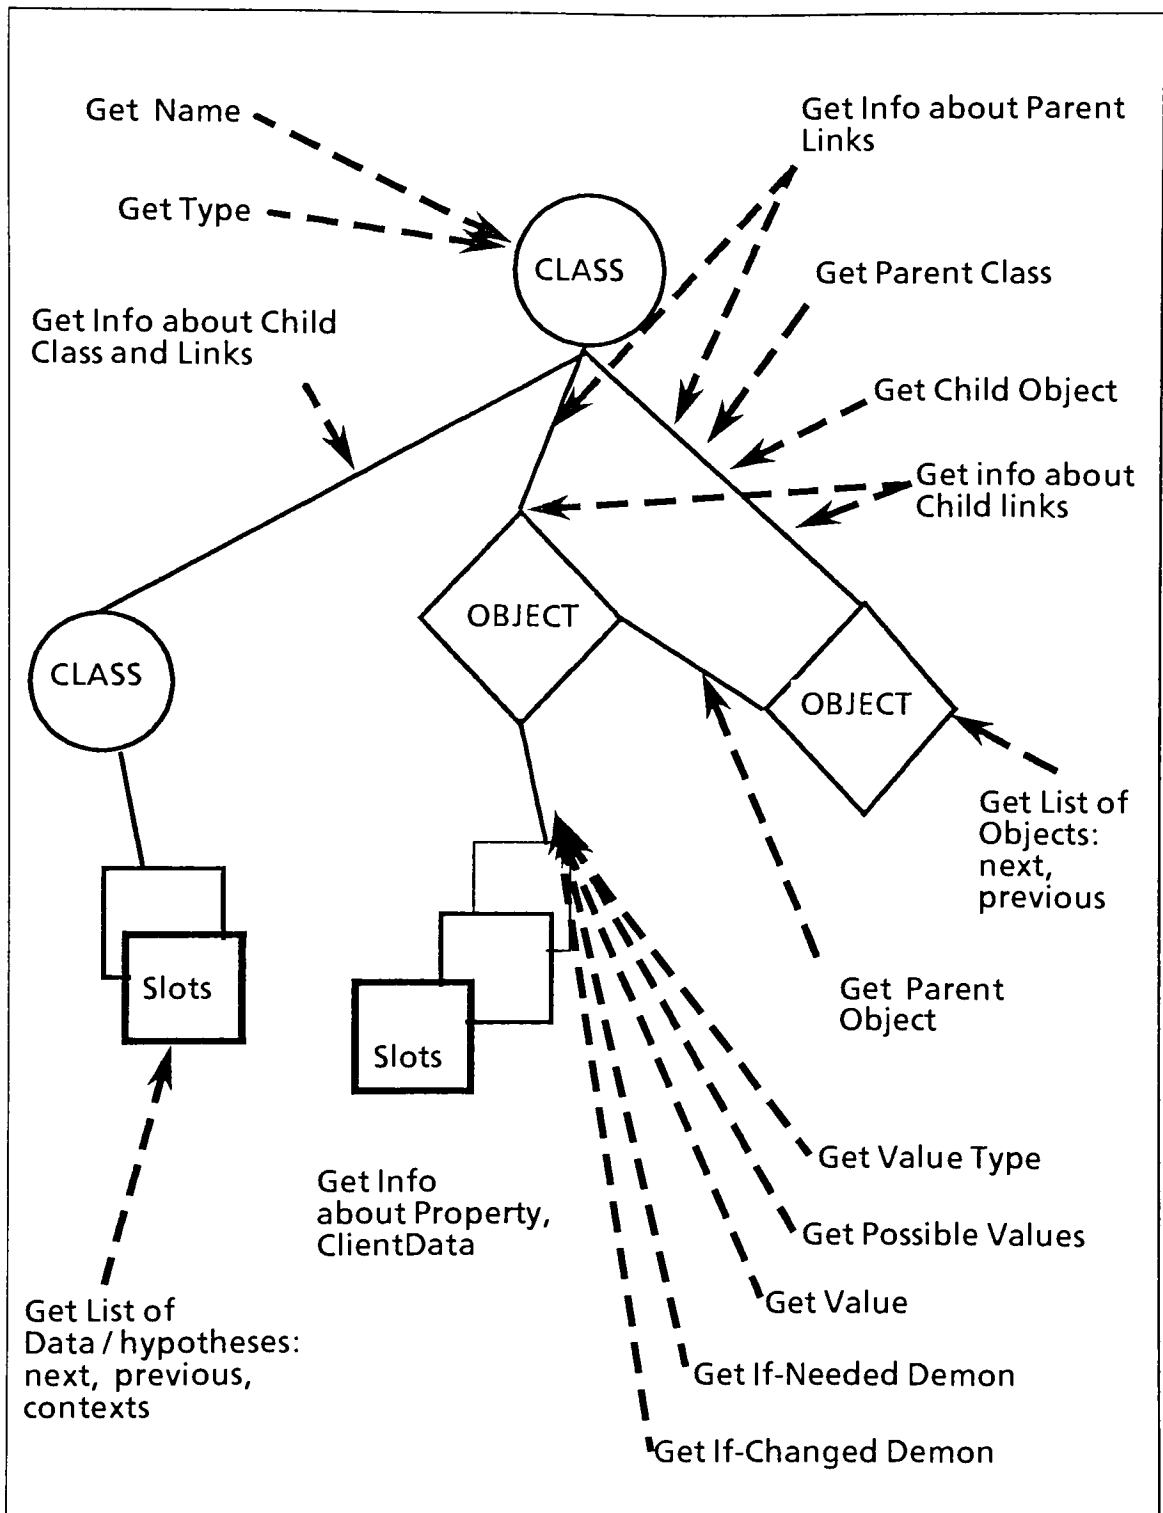 Get Name
Get Info about Parent
Links
Get Type
CLASS
Get Parent Class
Get Info about Child
Class and Links
Get Child Object
Get info about
Child links
OBJECT
CLASS
OBJECT
Get List of
Objects:
next,
previous
Slots
Get Parent
Object
Slots
Get Value Type
Get Info
about Property,
ClientData
Get Possible Values
Get Value
Get List of
Data / hypotheses:
next, previous,
contexts
Get If-Needed Demon
Get If-Changed Demon